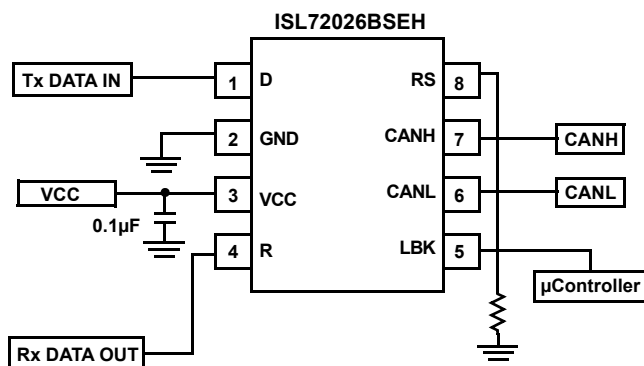 ISL72026BSEH
Tx DATA IN
1
D
RS
8
2
GND
CANH
7
CANH
VCC
3
VCC
CANL
6
CANL
0.1µF
4
R
LBK
5
µController
Rx DATA OUT